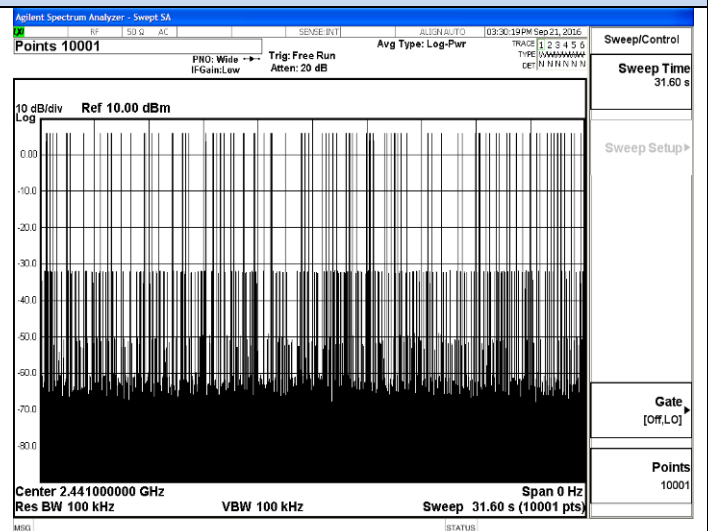 Agilent Spectrum Analyzer - Swept SA
RF 50 Ω AC SENSE:INT ALIGN AUTO 03:30:19 PM Sep 21, 2016
Points 10001
PNO: Wide
IFGain:Low
Trig: Free Run
Atten: 20 dB
Avg Type: Log-Pwr
TRACE 1 2 3 4 5 6
TYPE
DET N N N N N N
Sweep/Control
Sweep Time
31.60 s
Sweep Setup
10 dB/div Ref 10.00 dBm
Log
0.00
-10.0
-20.0
-30.0
-40.0
-50.0
-60.0
-70.0
-80.0
Gate
[Off,LO]
Points
10001
Center 2.441000000 GHz Span 0 Hz
Res BW 100 kHz VBW 100 kHz Sweep 31.60 s (10001 pts)
MSG STATUS